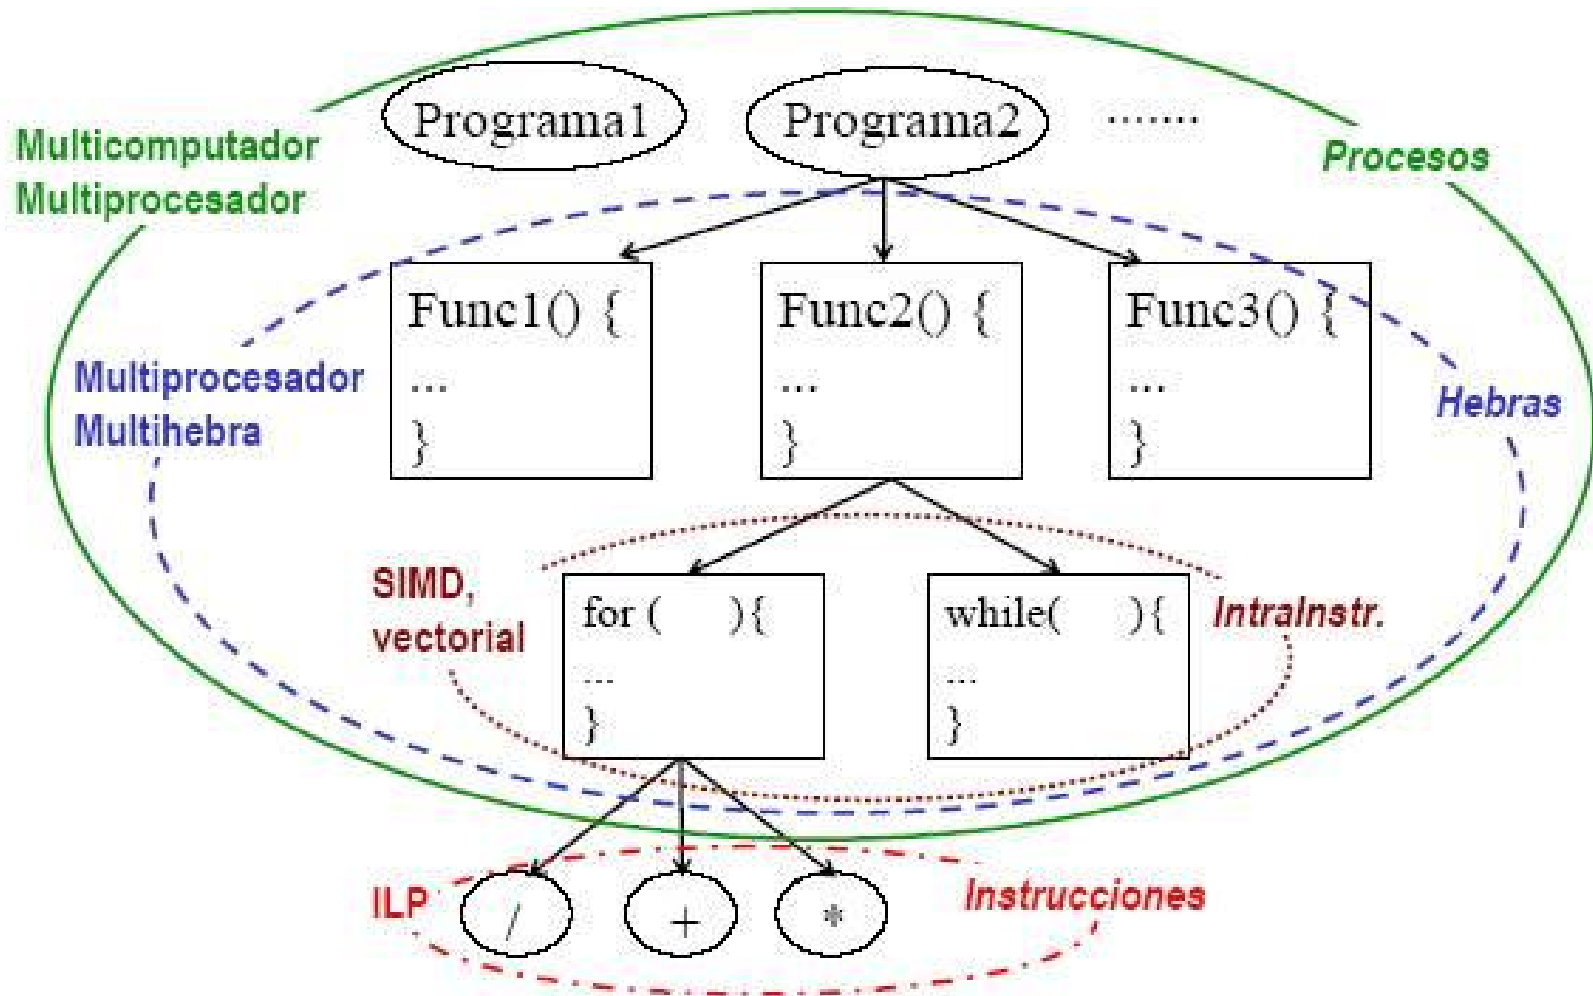 Programa1
Programa2
........
Multicomputador
Multiprocesador
Procesos
Func1() {
...
}
Func2() {
...
}
Func3() {
...
}
Multiprocesador
Multihebra
Hebras
SIMD,
vectorial
for ( ){
...
}
while( ){
...
}
IntraInstr.
ILP
/
+
*
Instrucciones